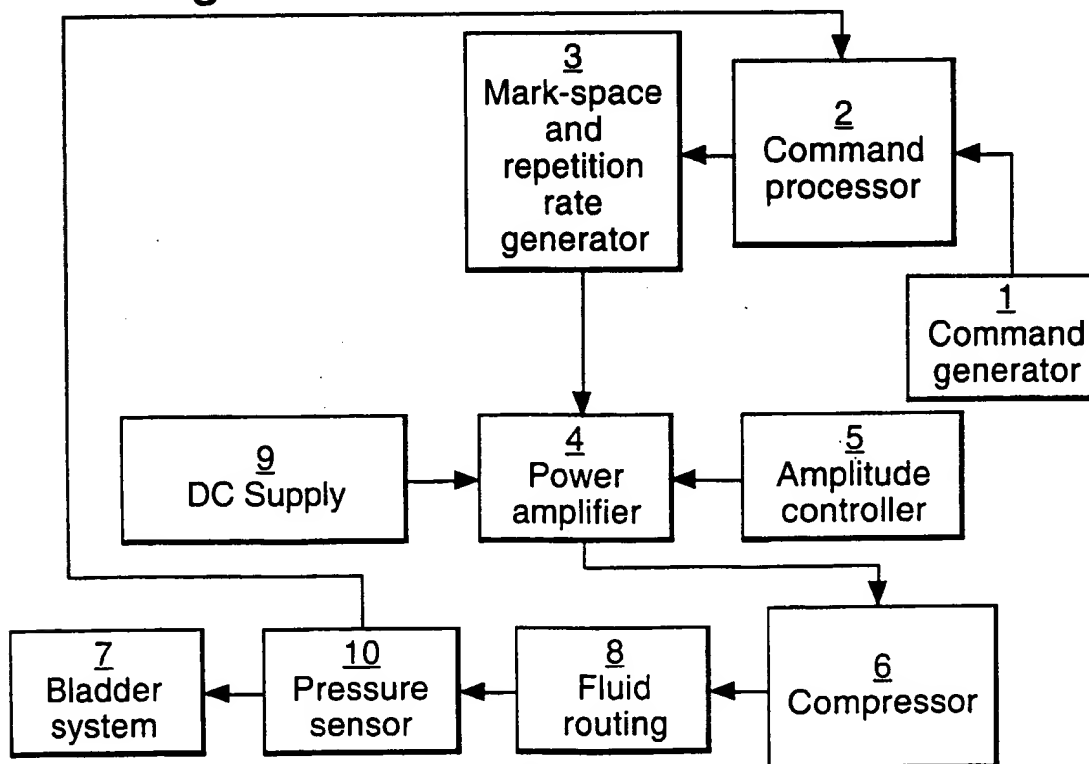 3
Mark-space
and
repetition
rate
generator
2
Command
processor
1
Command
generator
9
DC Supply
4
Power
amplifier
5
Amplitude
controller
7
Bladder
system
10
Pressure
sensor
8
Fluid
routing
6
Compressor